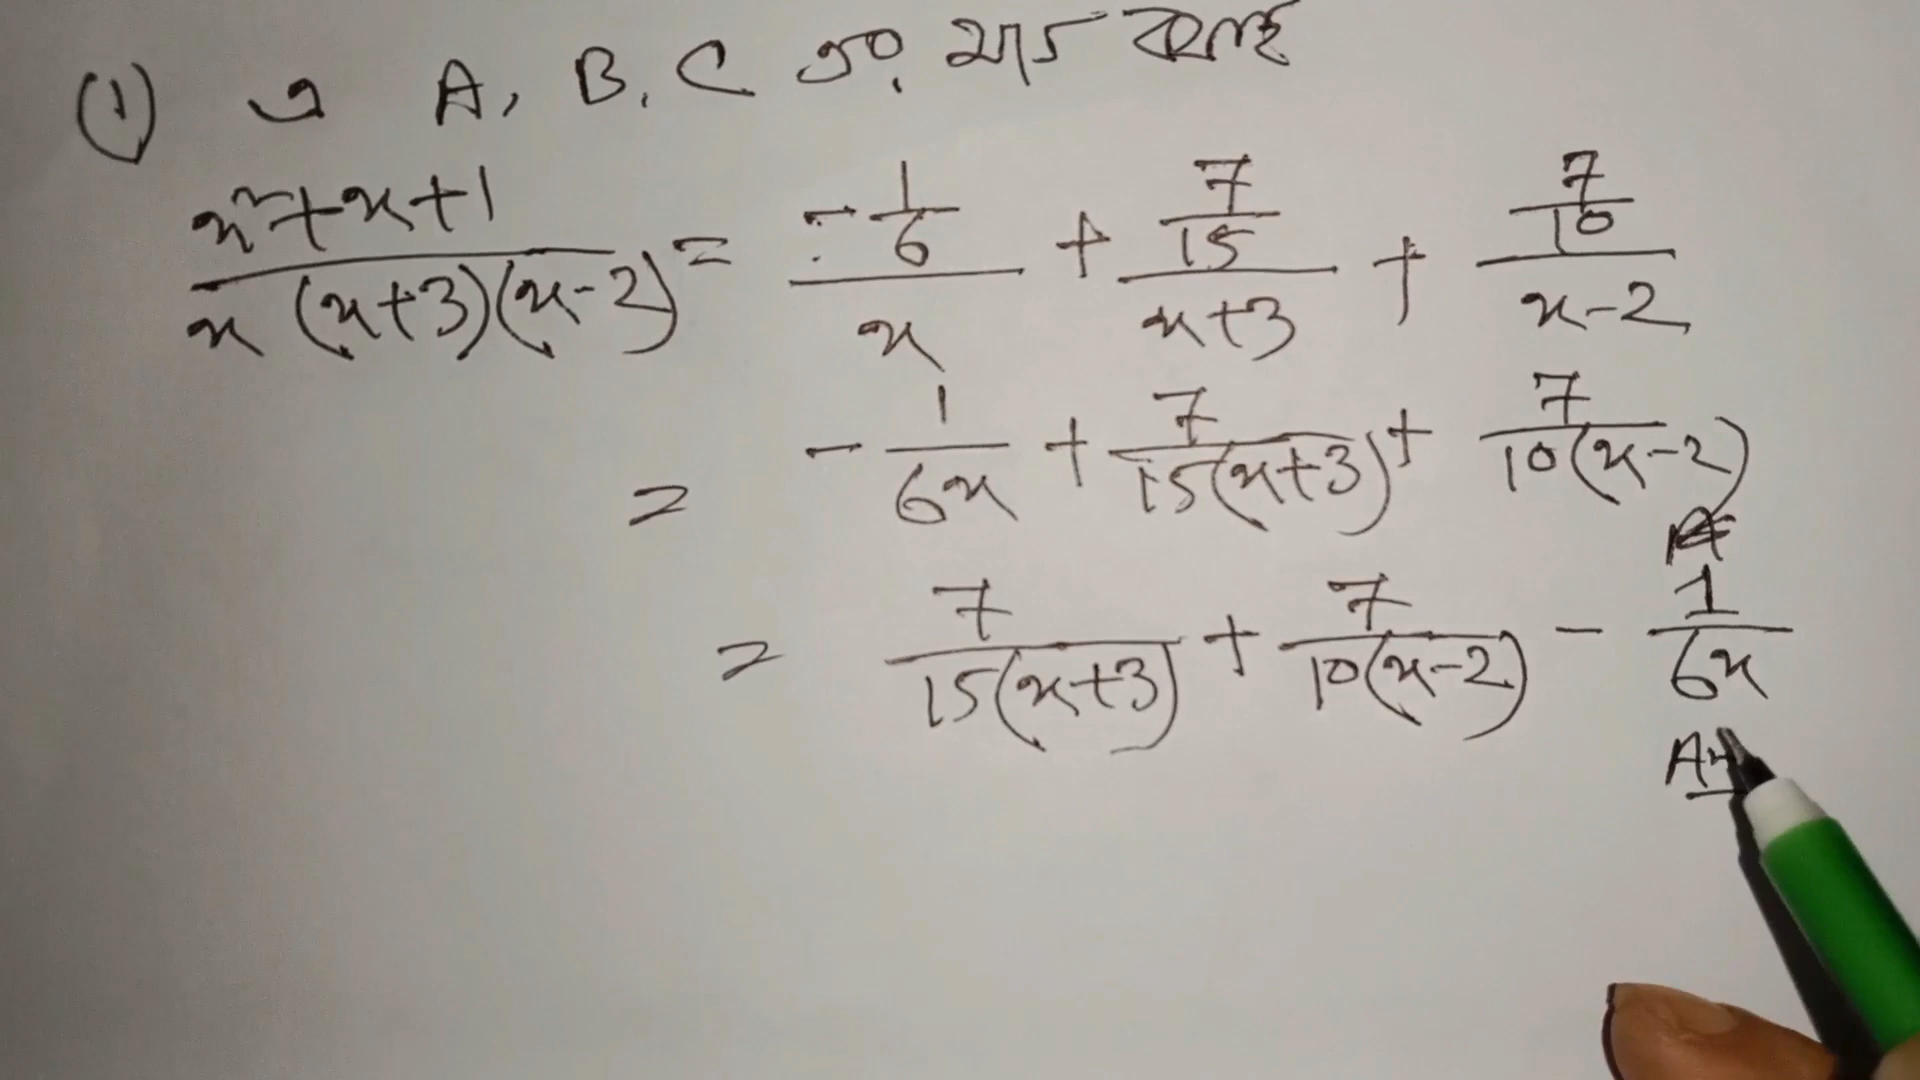 (1) এ A, B, C এর মান বসাই
(x²+x+1)/(x (x+3)(x-2)) = (-1/6)/x + (7/15)/(x+3) + (7/10)/(x-2)
= -1/(6x) + 7/(15(x+3)) + 7/(10(x-2))
= 7/(15(x+3)) + 7/(10(x-2)) - 1/(6x)